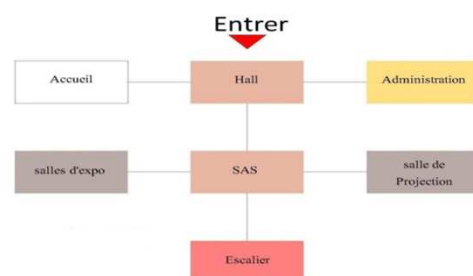 Entrer
Accueil
Hall
Administration
salles d'expo
SAS
salle de
Projection
Escalier